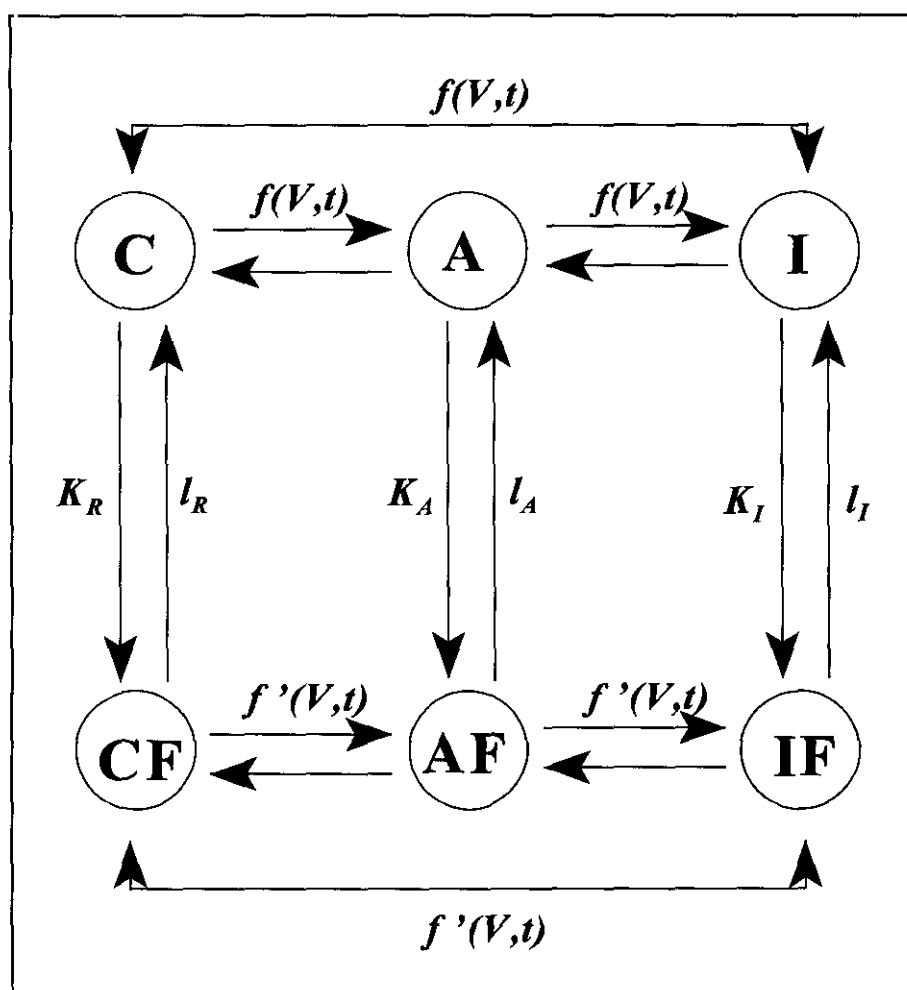 f(V,t)
f(V,t) f(V,t)
C A I
K_R l_R K_A l_A K_I l_I
f'(V,t) f'(V,t)
CF AF IF
f'(V,t)